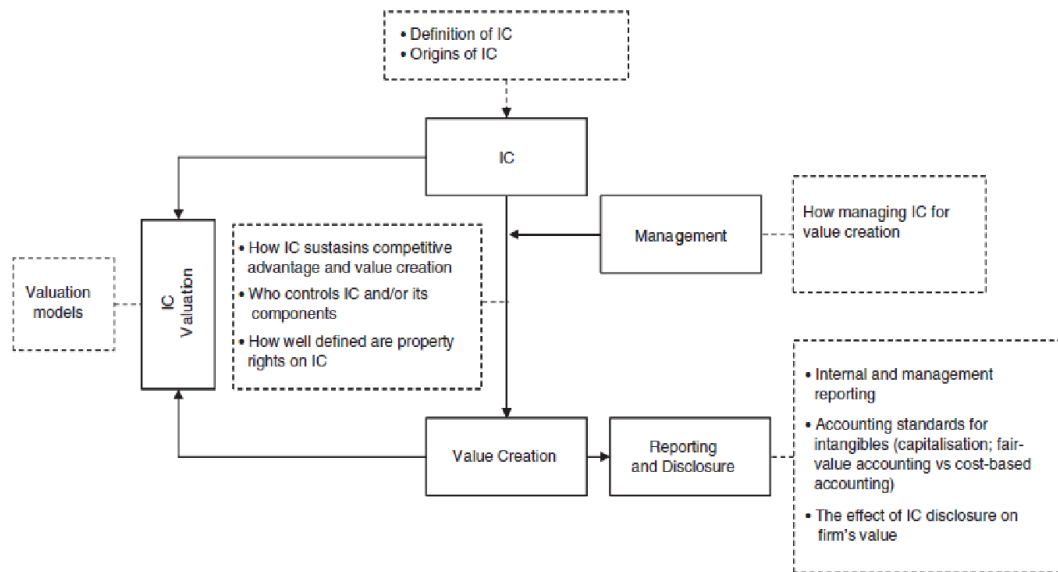 • Definition of IC
• Origins of IC
IC
Management
How managing IC for
value creation
• How IC sustasins competitive
advantage and value creation
• Who controls IC and/or its
components
• How well defined are property
rights on IC
IC
Valuation
Valuation
models
Value Creation
Reporting
and Disclosure
• Internal and management
reporting
• Accounting standards for
intangibles (capitalisation; fair-
value accounting vs cost-based
accounting)
• The effect of IC disclosure on
firm's value